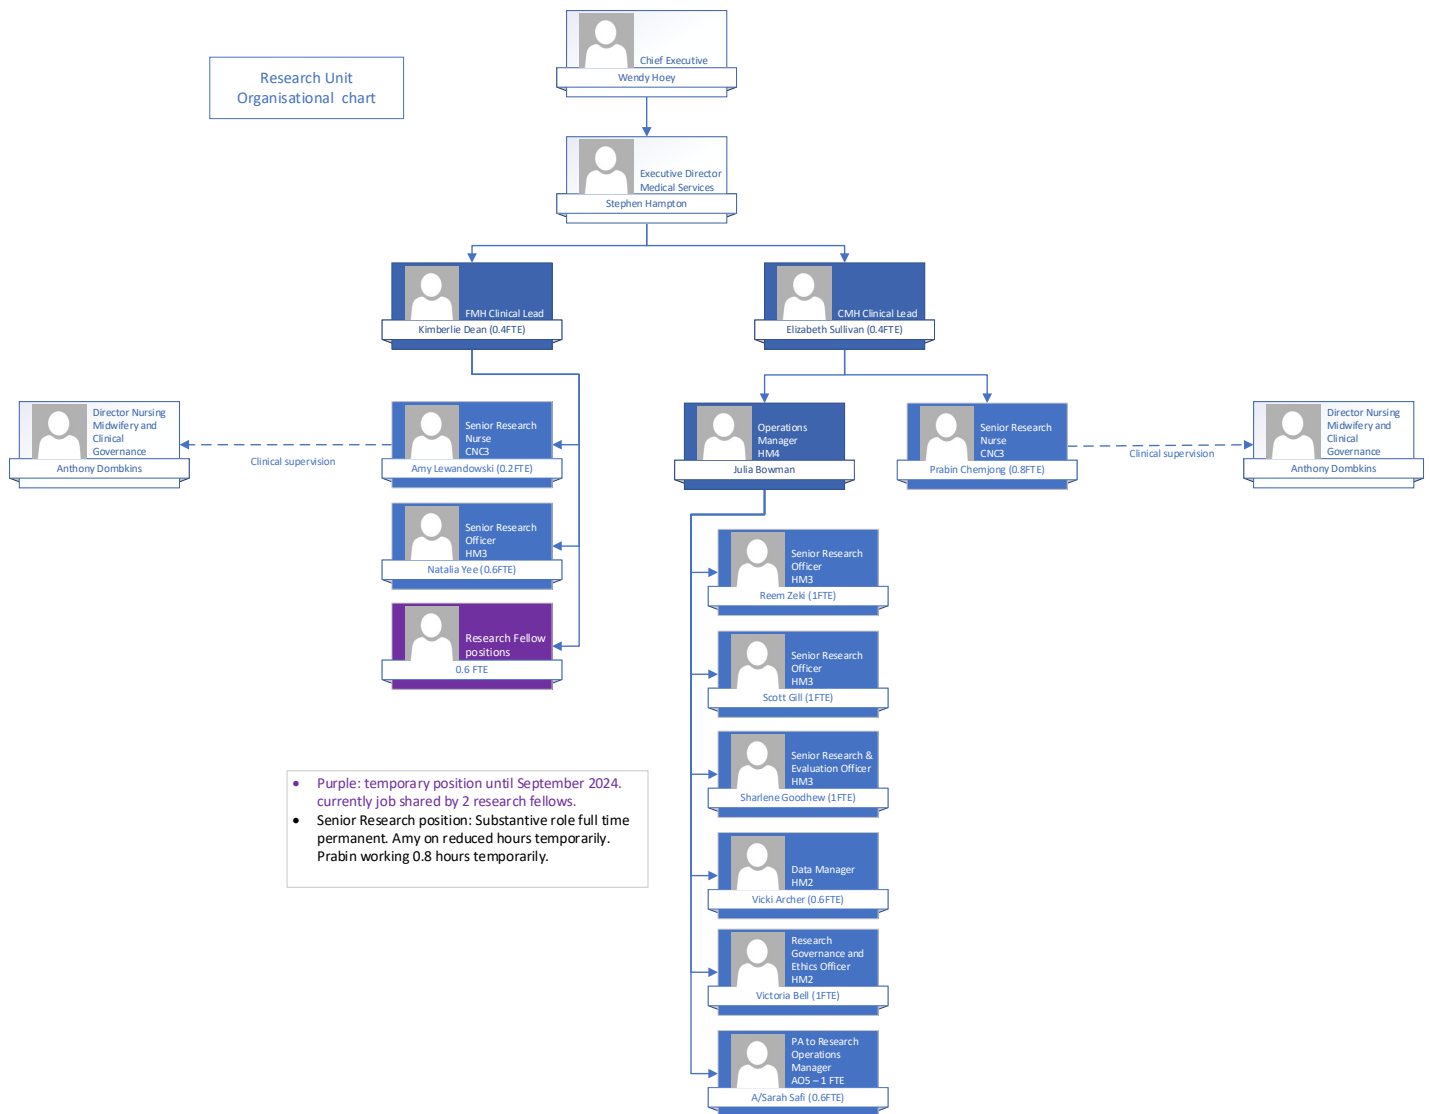 Research Unit
Organisational chart
Chief Executive
Wendy Hoey
Executive Director
Medical Services
Stephen Hampton
FMH Clinical Lead
Kimberlie Dean (0.4FTE)
CMH Clinical Lead
Elizabeth Sullivan (0.4FTE)
Director Nursing
Midwifery and
Clinical
Governance
Anthony Dombkins
Clinical supervision
Senior Research
Nurse
CNC3
Amy Lewandowski (0.2FTE)
Operations
Manager
HM4
Julia Bowman
Senior Research
Nurse
CNC3
Prabin Chemjong (0.8FTE)
Clinical supervision
Director Nursing
Midwifery and
Clinical
Governance
Anthony Dombkins
Senior Research
Officer
HM3
Natalia Yee (0.6FTE)
Research Fellow
positions
0.6 FTE
Senior Research
Officer
HM3
Reem Zeki (1FTE)
Senior Research
Officer
HM3
Scott Gill (1FTE)
Senior Research &
Evaluation Officer
HM3
Sharlene Goodhew (1FTE)
Data Manager
HM2
Vicki Archer (0.6FTE)
Research
Governance and
Ethics Officer
HM2
Victoria Bell (1FTE)
PA to Research
Operations
Manager
AO5 – 1 FTE
A/Sarah Safi (0.6FTE)
• Purple: temporary position until September 2024.
currently job shared by 2 research fellows.
• Senior Research position: Substantive role full time
permanent. Amy on reduced hours temporarily.
Prabin working 0.8 hours temporarily.